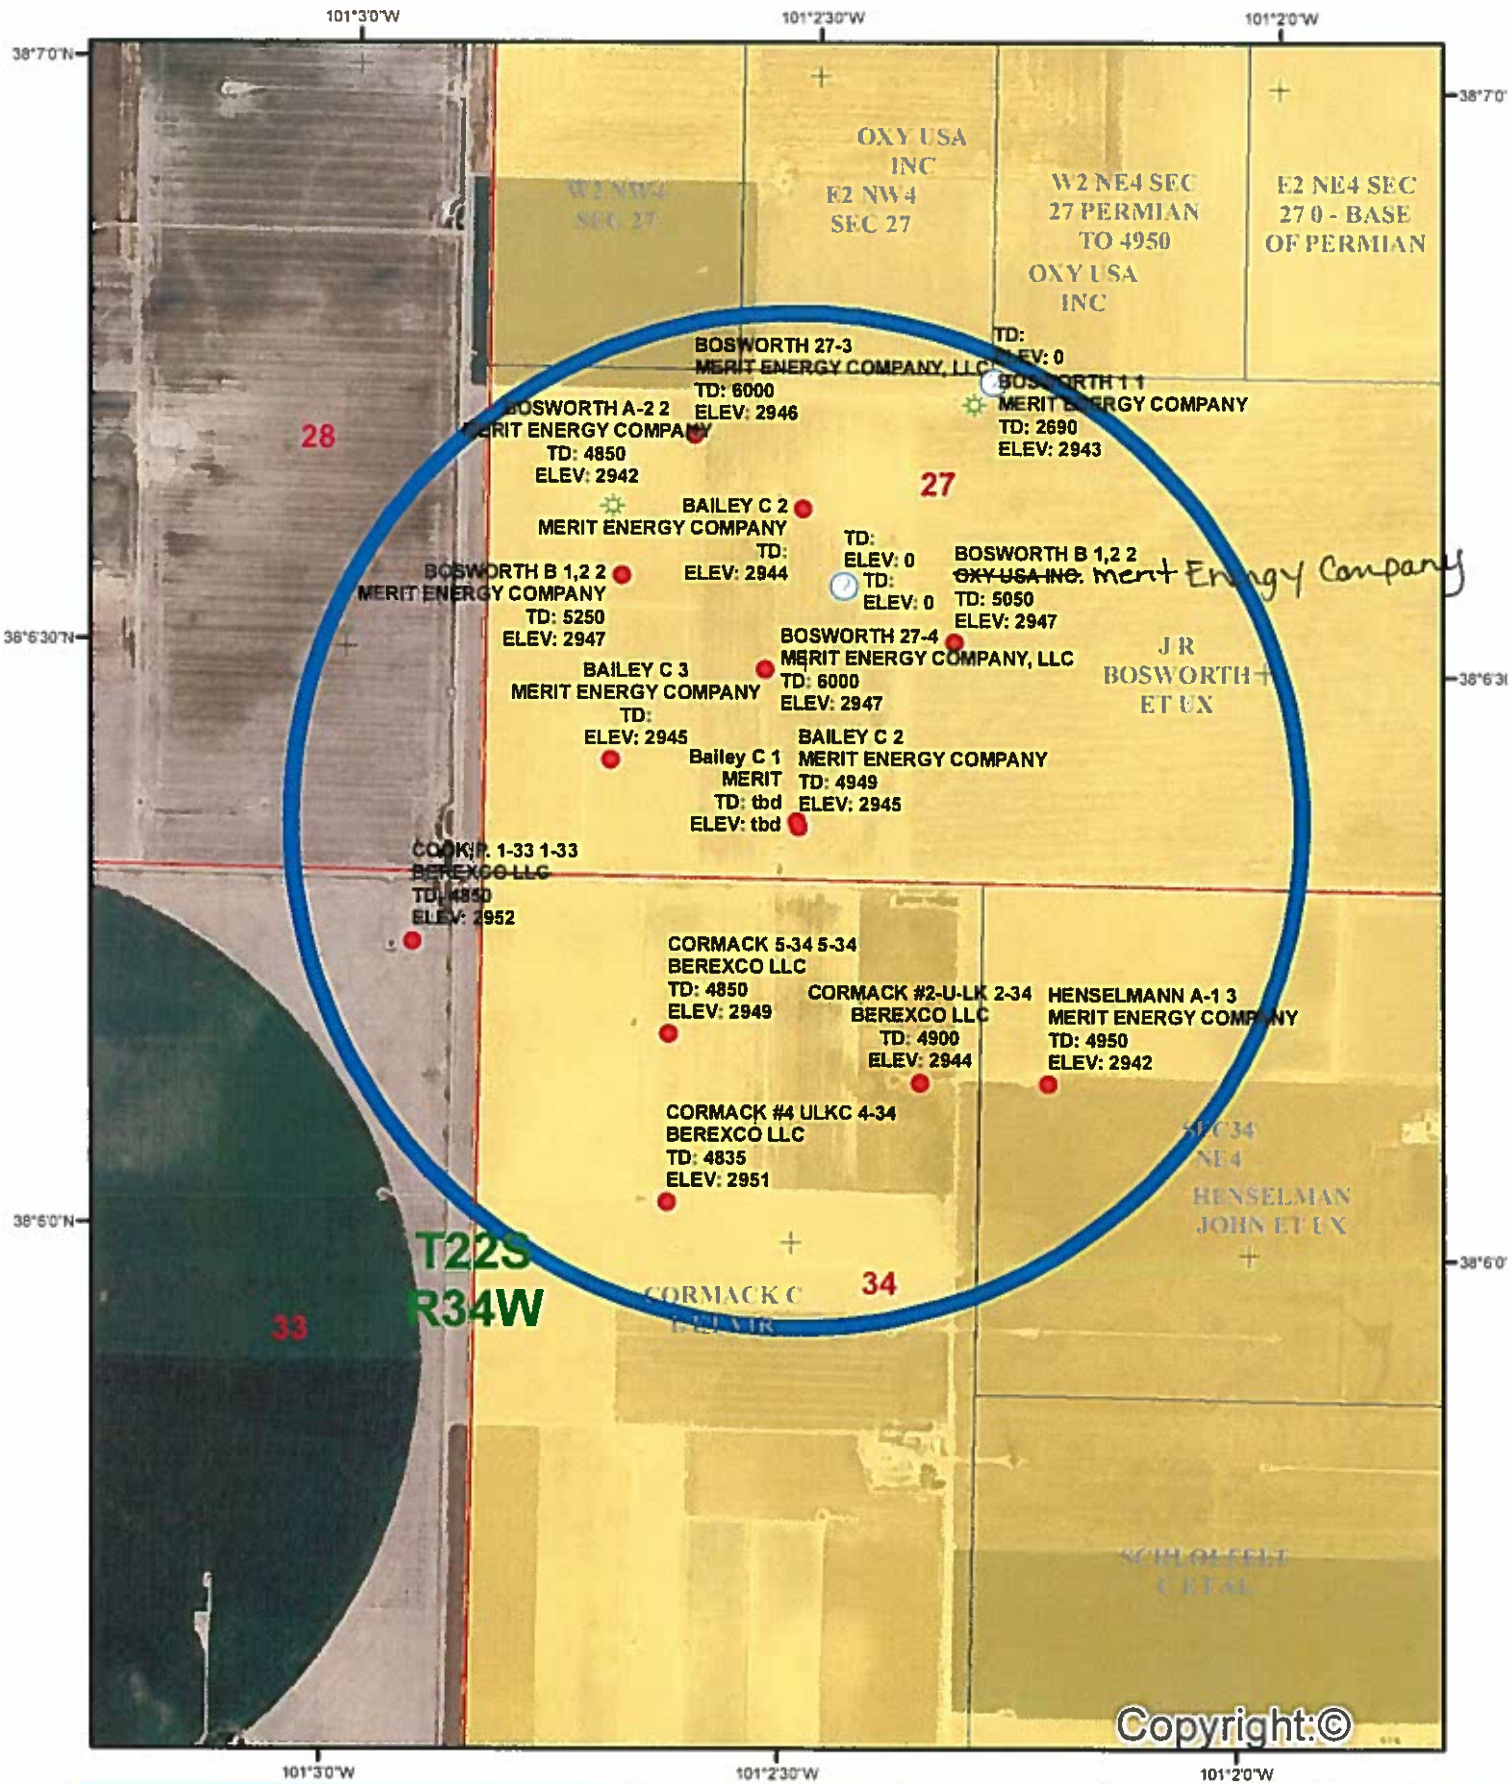 101°3'0"W 101°2'30"W 101°2'0"W
38°7'0"N
38°7'0'
OXY USA
INC
E2 NW4
SEC 27
W2 NW4
SEC 27
W2 NE4 SEC
27 PERMIAN
TO 4950
OXY USA
INC
E2 NE4 SEC
27 0 - BASE
OF PERMIAN
TD:
ELEV: 0
BOSWORTH 27-3
MERIT ENERGY COMPANY, LLC
TD: 6000
ELEV: 2946
BOSWORTH 1 1
MERIT ENERGY COMPANY
TD: 2690
ELEV: 2943
BOSWORTH A-2 2
MERIT ENERGY COMPANY
TD: 4850
ELEV: 2942
28
27
BAILEY C 2
MERIT ENERGY COMPANY
TD:
ELEV: 2944
TD:
ELEV: 0
TD:
ELEV: 0
BOSWORTH B 1,2 2
OXY USA INC. Merit Energy Company
TD: 5050
ELEV: 2947
BOSWORTH B 1,2 2
MERIT ENERGY COMPANY
TD: 5250
ELEV: 2947
38°6'30"N
38°6'30
BOSWORTH 27-4
MERIT ENERGY COMPANY, LLC
TD: 6000
ELEV: 2947
J R
BOSWORTH
ET UX
BAILEY C 3
MERIT ENERGY COMPANY
TD:
ELEV: 2945
Bailey C 1
MERIT
TD: tbd
ELEV: tbd
BAILEY C 2
MERIT ENERGY COMPANY
TD: 4949
ELEV: 2945
COOK, P. 1-33 1-33
BEREXCO LLC
TD: 4850
ELEV: 2952
CORMACK 5-34 5-34
BEREXCO LLC
TD: 4850
ELEV: 2949
CORMACK #2-U-LK 2-34
BEREXCO LLC
TD: 4900
ELEV: 2944
HENSELMANN A-1 3
MERIT ENERGY COMPANY
TD: 4950
ELEV: 2942
CORMACK #4 ULKC 4-34
BEREXCO LLC
TD: 4835
ELEV: 2951
SEC34
NE4
HENSELMAN
JOHN ET UX
38°5'0"N
38°6'0'
T22S
R34W
33
34
CORMACK C
SCHLOFFELT
C ET AL
Copyright:©
101°3'0"W 101°2'30"W 101°2'0"W